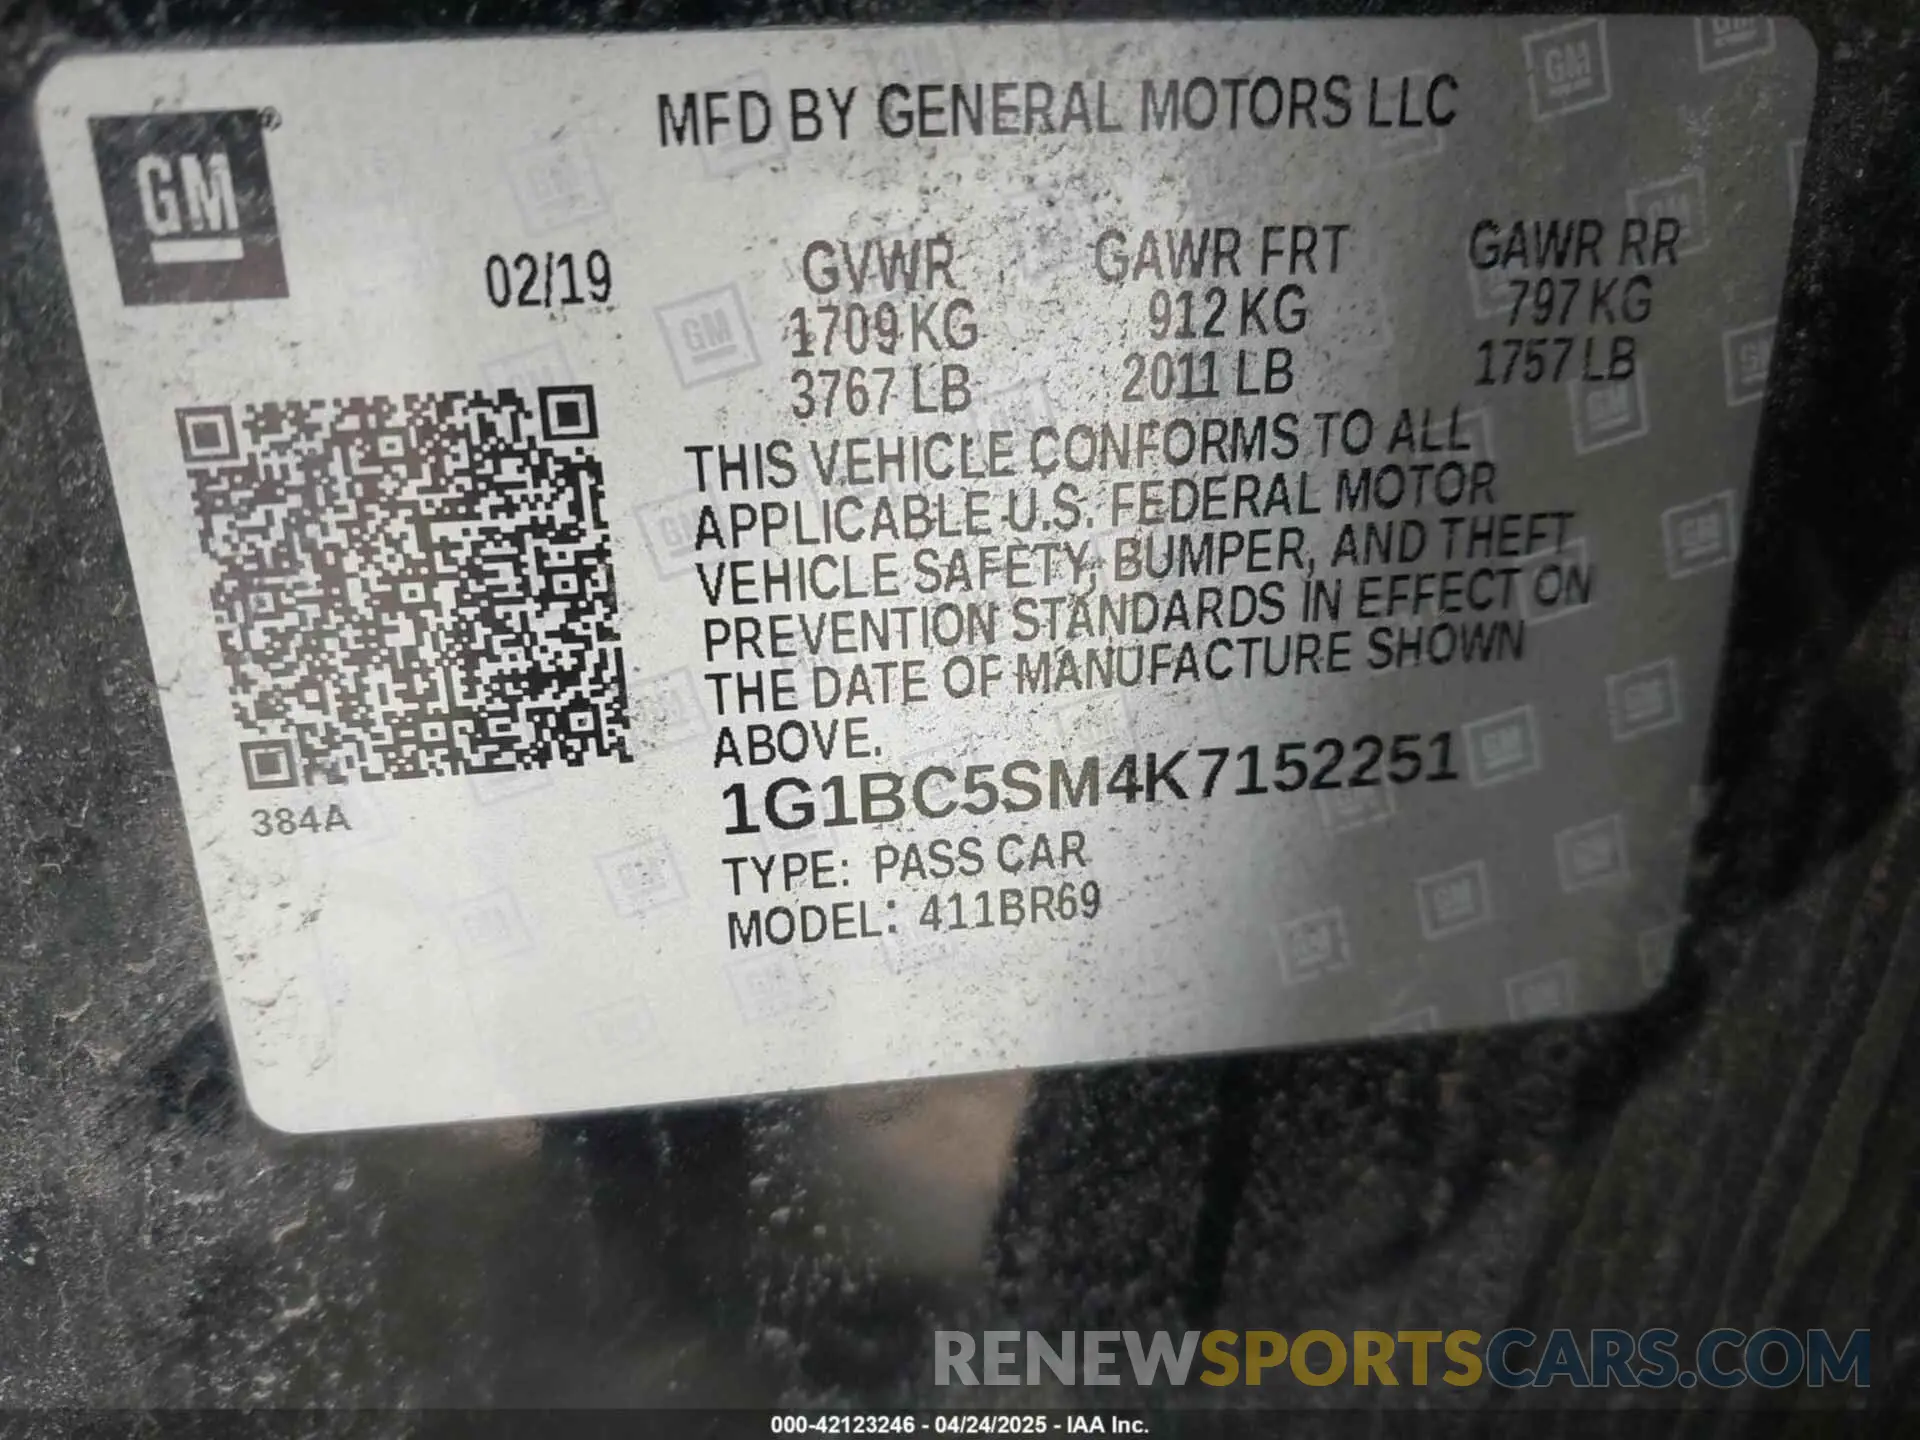 MFD BY GENERAL MOTORS LLC
GM®
02/19
GVWR GAWR FRT GAWR RR
1709 KG 912 KG 797 KG
3767 LB 2011 LB 1757 LB
THIS VEHICLE CONFORMS TO ALL
APPLICABLE U.S. FEDERAL MOTOR
VEHICLE SAFETY, BUMPER, AND THEFT
PREVENTION STANDARDS IN EFFECT ON
THE DATE OF MANUFACTURE SHOWN
ABOVE.
384A
1G1BC5SM4K7152251
TYPE: PASS CAR
MODEL: 411BR69
RENEWSPORTSCARS.COM
000-42123246 - 04/24/2025 - IAA Inc.